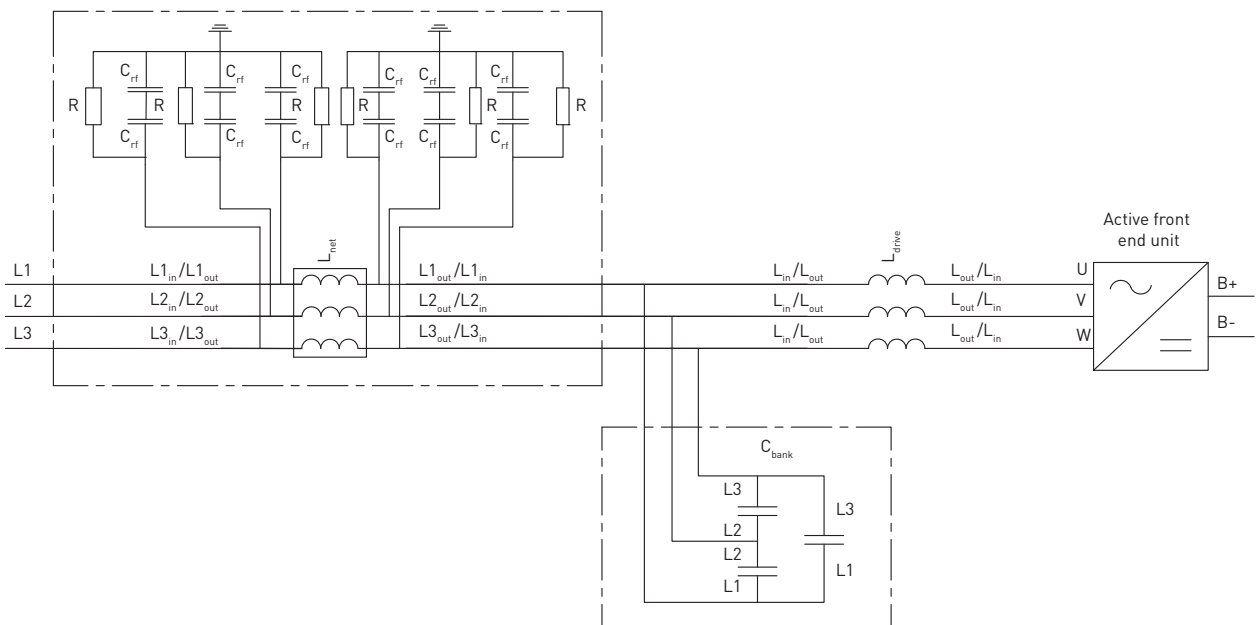 C_rf C_rf C_rf C_rf C_rf C_rf
R R R R R R
C_rf C_rf C_rf C_rf C_rf C_rf
L_net
L_drive
Active front
end unit
L1 L1_in/L1_out L1_out/L1_in L_in/L_out L_out/L_in U
L2 L2_in/L2_out L2_out/L2_in L_in/L_out L_out/L_in V
L3 L3_in/L3_out L3_out/L3_in L_in/L_out L_out/L_in W
B+
B-
C_bank
L3
L3
L2
L2
L1
L1